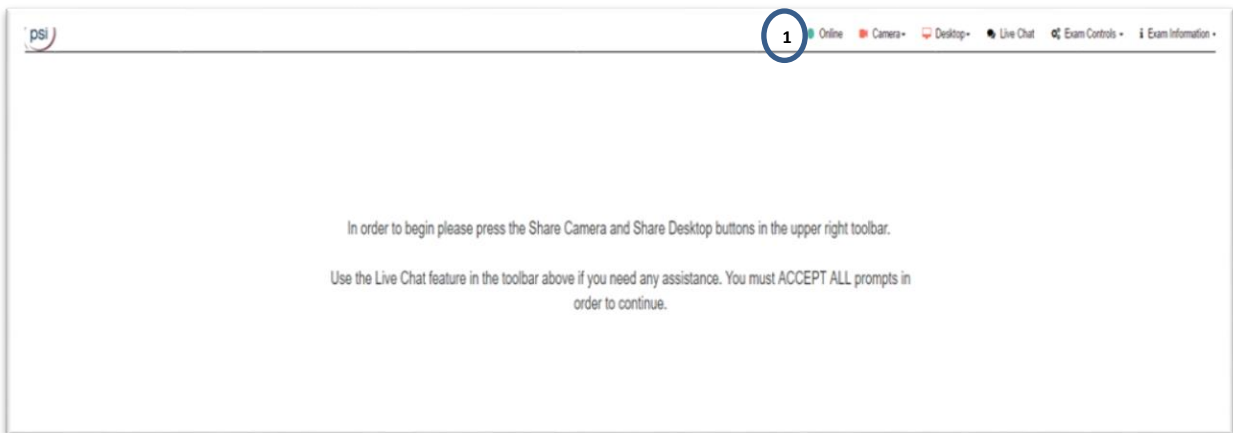 psi
1 Online Camera Desktop Live Chat Exam Controls i Exam Information
In order to begin please press the Share Camera and Share Desktop buttons in the upper right toolbar.
Use the Live Chat feature in the toolbar above if you need any assistance. You must ACCEPT ALL prompts in
order to continue.